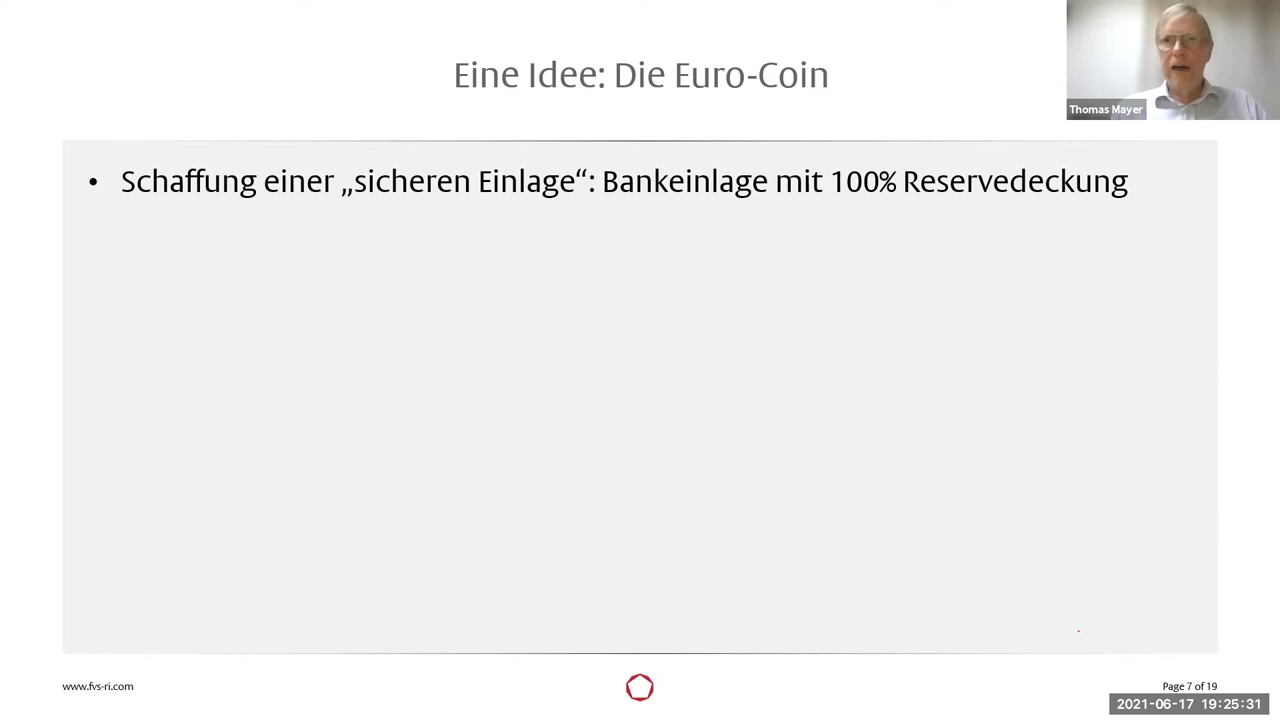 Eine Idee: Die Euro-Coin
Thomas Mayer
• Schaffung einer „sicheren Einlage“: Bankeinlage mit 100% Reservedeckung
www.fvs-ri.com
Page 7 of 19
2021-06-17 19:25:31